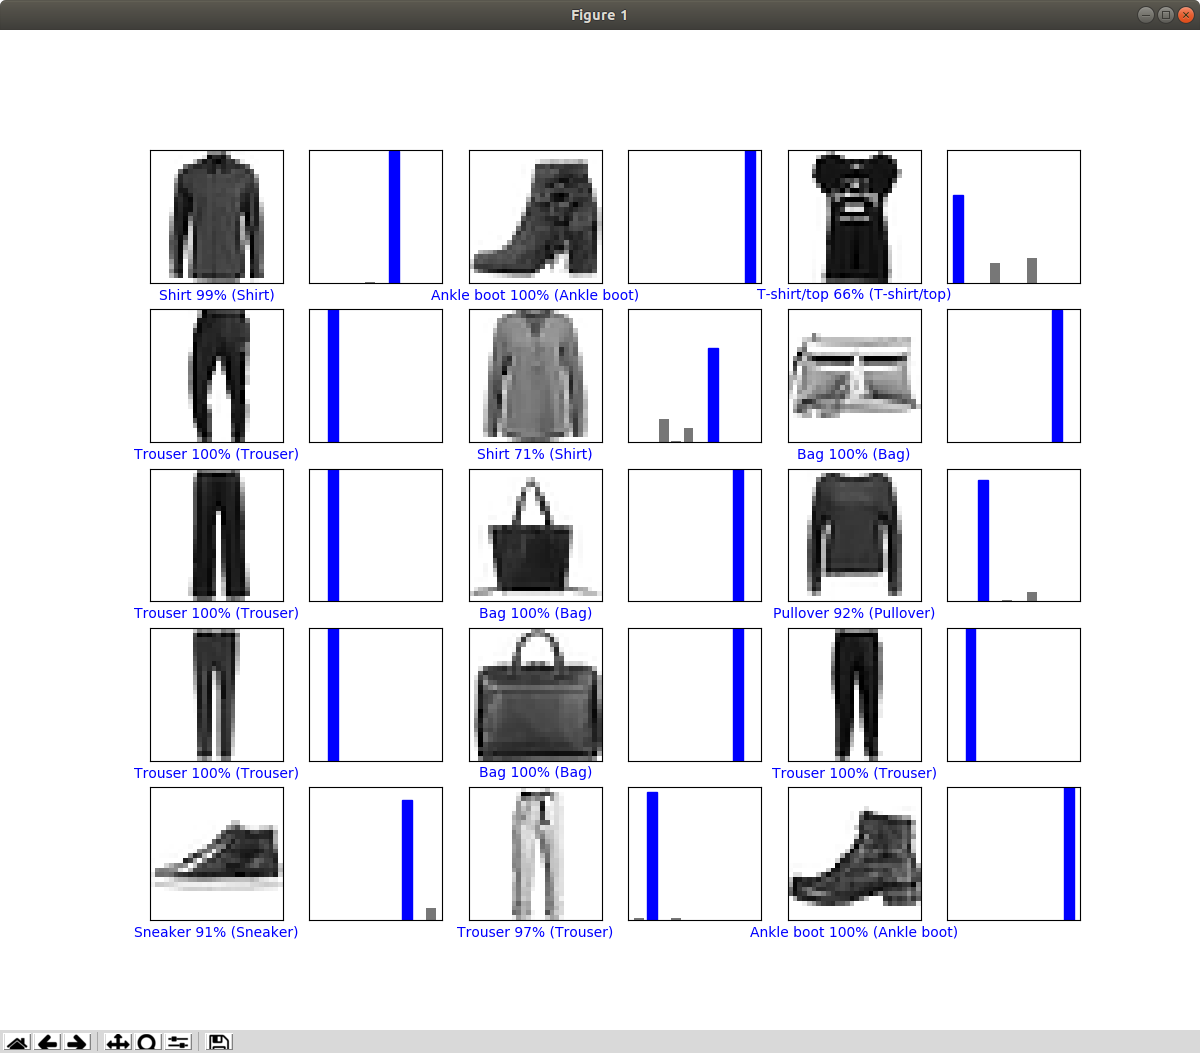 Figure 1
Shirt 99% (Shirt)
Ankle boot 100% (Ankle boot)
T-shirt/top 66% (T-shirt/top)
Trouser 100% (Trouser)
Shirt 71% (Shirt)
Bag 100% (Bag)
Trouser 100% (Trouser)
Bag 100% (Bag)
Pullover 92% (Pullover)
Trouser 100% (Trouser)
Bag 100% (Bag)
Trouser 100% (Trouser)
Sneaker 91% (Sneaker)
Trouser 97% (Trouser)
Ankle boot 100% (Ankle boot)